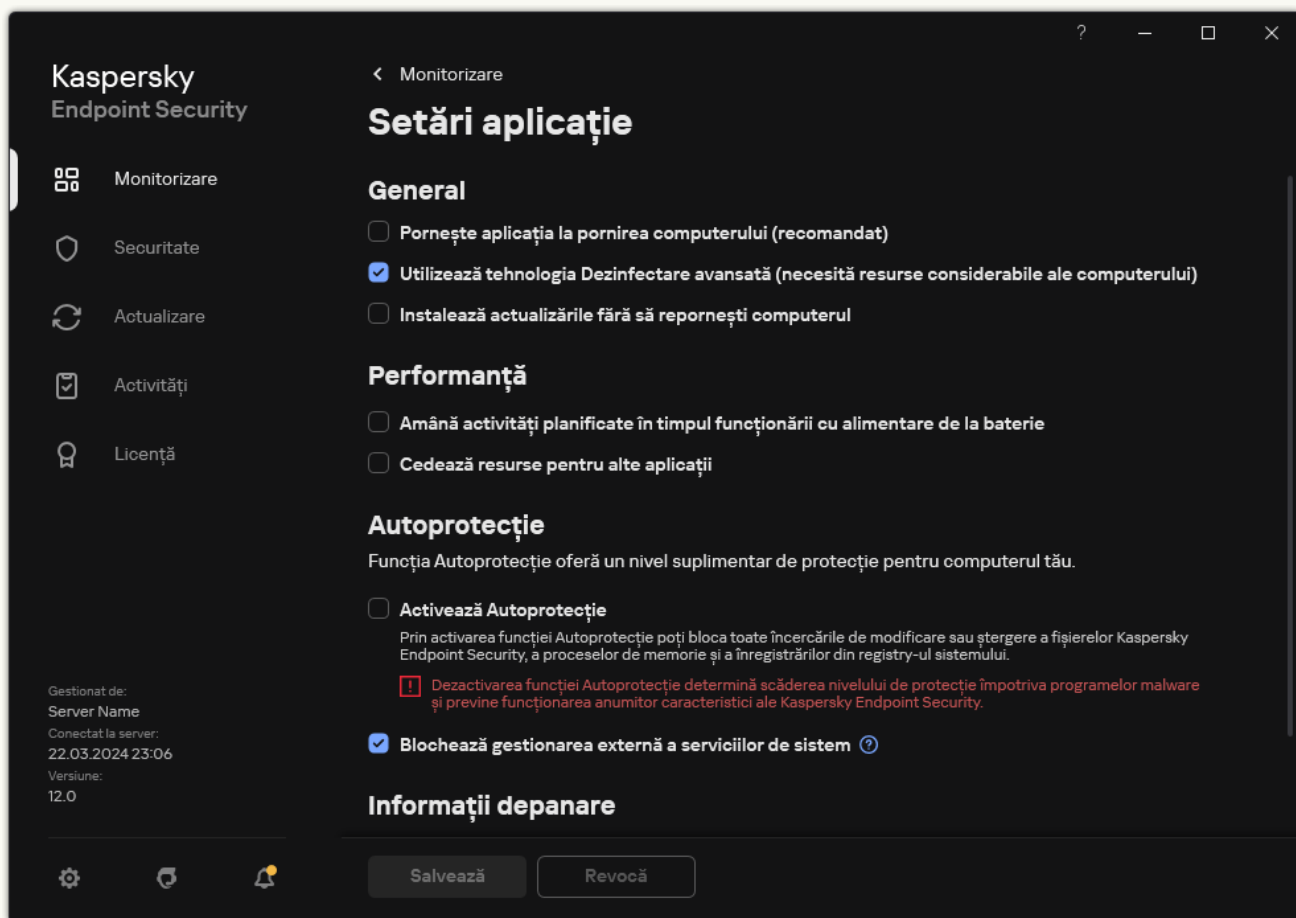 Kaspersky
Endpoint Security
Monitorizare
Securitate
Actualizare
Activități
Licență
Gestionat de:
Server Name
Conectat la server:
22.03.2024 23:06
Versiune:
12.0
?
Monitorizare
Setări aplicație
General
Pornește aplicația la pornirea computerului (recomandat)
Utilizează tehnologia Dezinfectare avansată (necesită resurse considerabile ale computerului)
Instalează actualizările fără să repornești computerul
Performanță
Amână activități planificate în timpul funcționării cu alimentare de la baterie
Cedează resurse pentru alte aplicații
Autoprotecție
Funcția Autoprotecție oferă un nivel suplimentar de protecție pentru computerul tău.
Activează Autoprotecție
Prin activarea funcției Autoprotecție poți bloca toate încercările de modificare sau ștergere a fișierelor Kaspersky
Endpoint Security, a proceselor de memorie și a înregistrărilor din registry-ul sistemului.
Dezactivarea funcției Autoprotecție determină scăderea nivelului de protecție împotriva programelor malware
și previne funcționarea anumitor caracteristici ale Kaspersky Endpoint Security.
Blochează gestionarea externă a serviciilor de sistem
Informații depanare
Salvează
Revocă